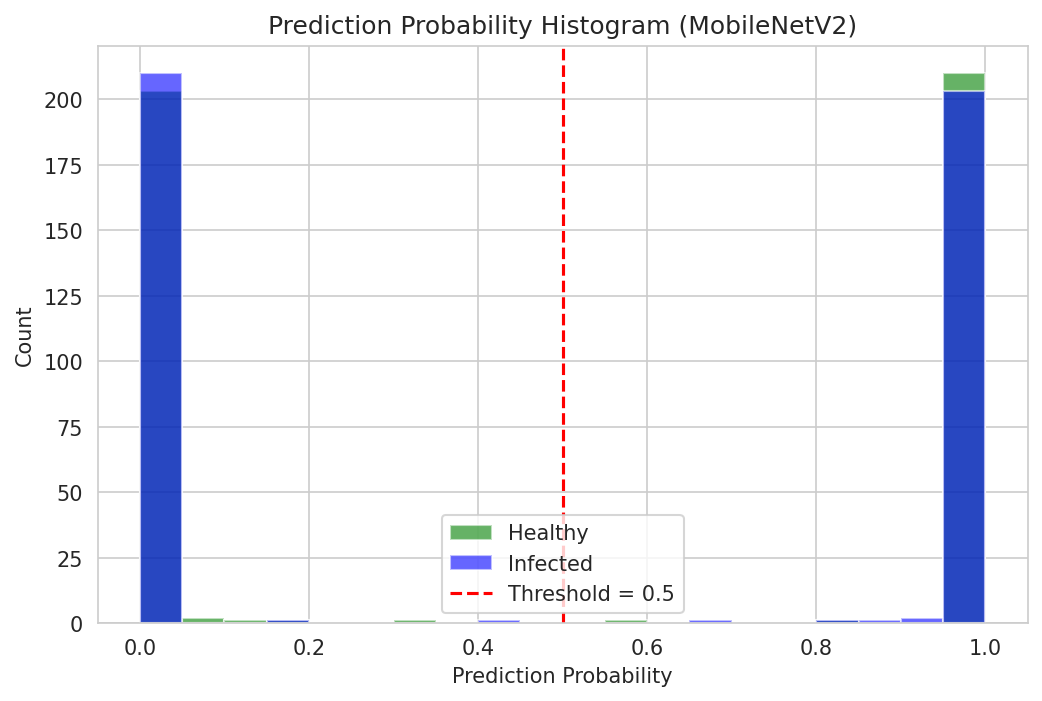 Prediction Probability Histogram (MobileNetV2)
Count
200
175
150
125
100
75
50
25
0
Healthy
Infected
Threshold = 0.5
0.0 0.2 0.4 0.6 0.8 1.0
Prediction Probability